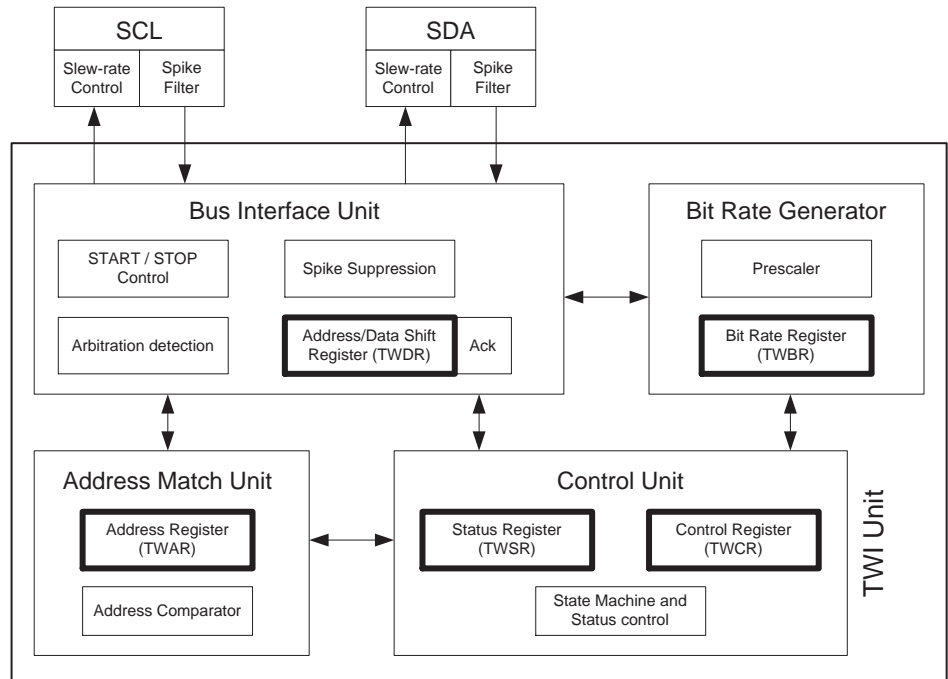 SCL
Slew-rate
Control
Spike
Filter
SDA
Slew-rate
Control
Spike
Filter
Bus Interface Unit
START / STOP
Control
Spike Suppression
Arbitration detection
Address/Data Shift
Register (TWDR)
Ack
Bit Rate Generator
Prescaler
Bit Rate Register
(TWBR)
Address Match Unit
Address Register
(TWAR)
Address Comparator
Control Unit
Status Register
(TWSR)
Control Register
(TWCR)
State Machine and
Status control
TWI Unit